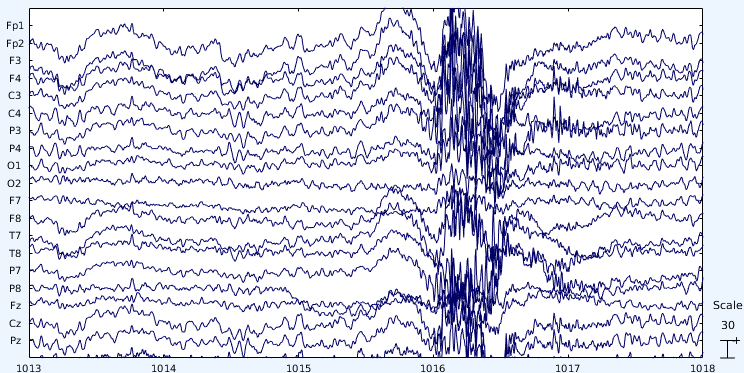 Fp1
Fp2
F3
F4
C3
C4
P3
P4
O1
O2
F7
F8
T7
T8
P7
P8
Fz
Cz
Pz
Scale
30
+
1013 1014 1015 1016 1017 1018